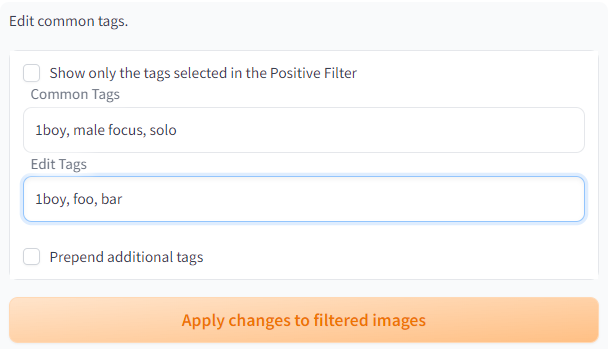 Edit common tags.
Show only the tags selected in the Positive Filter
Common Tags
1boy, male focus, solo
Edit Tags
1boy, foo, bar
Prepend additional tags
Apply changes to filtered images